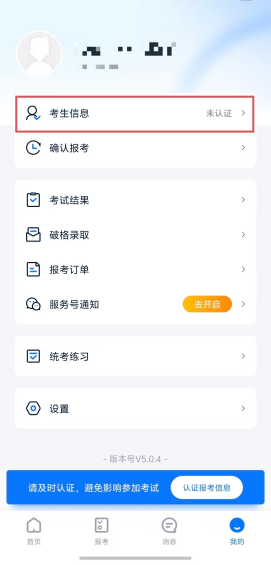 考生信息 未认证
确认报考
考试结果
破格录取
报考订单
服务号通知 去开启
统考练习
设置
- 版本号V5.0.4 -
请及时认证，避免影响参加考试 认证报考信息
首页 报考 消息 我的